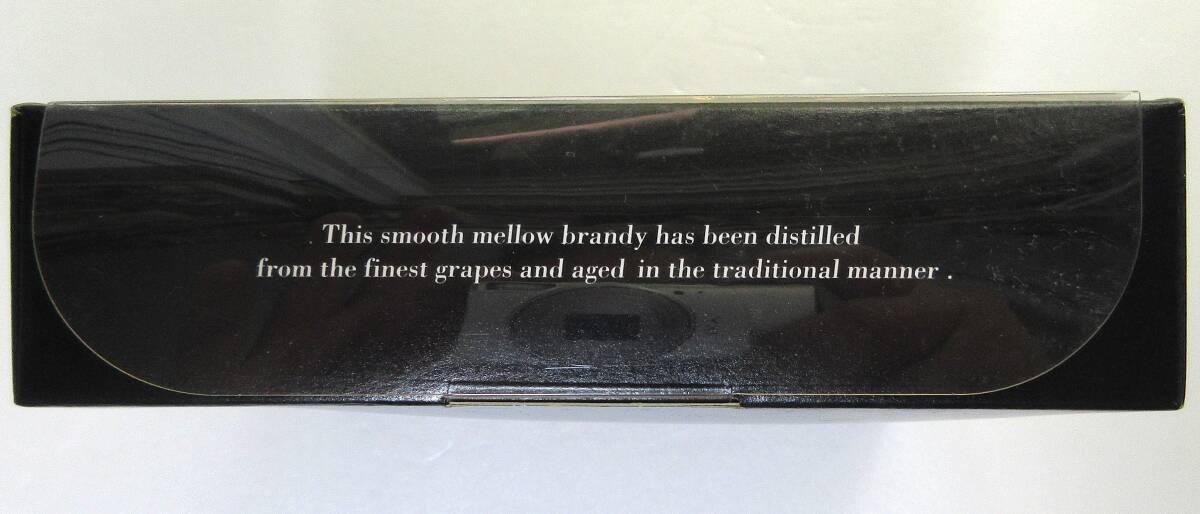 This smooth mellow brandy has been distilled
from the finest grapes and aged in the traditional manner .